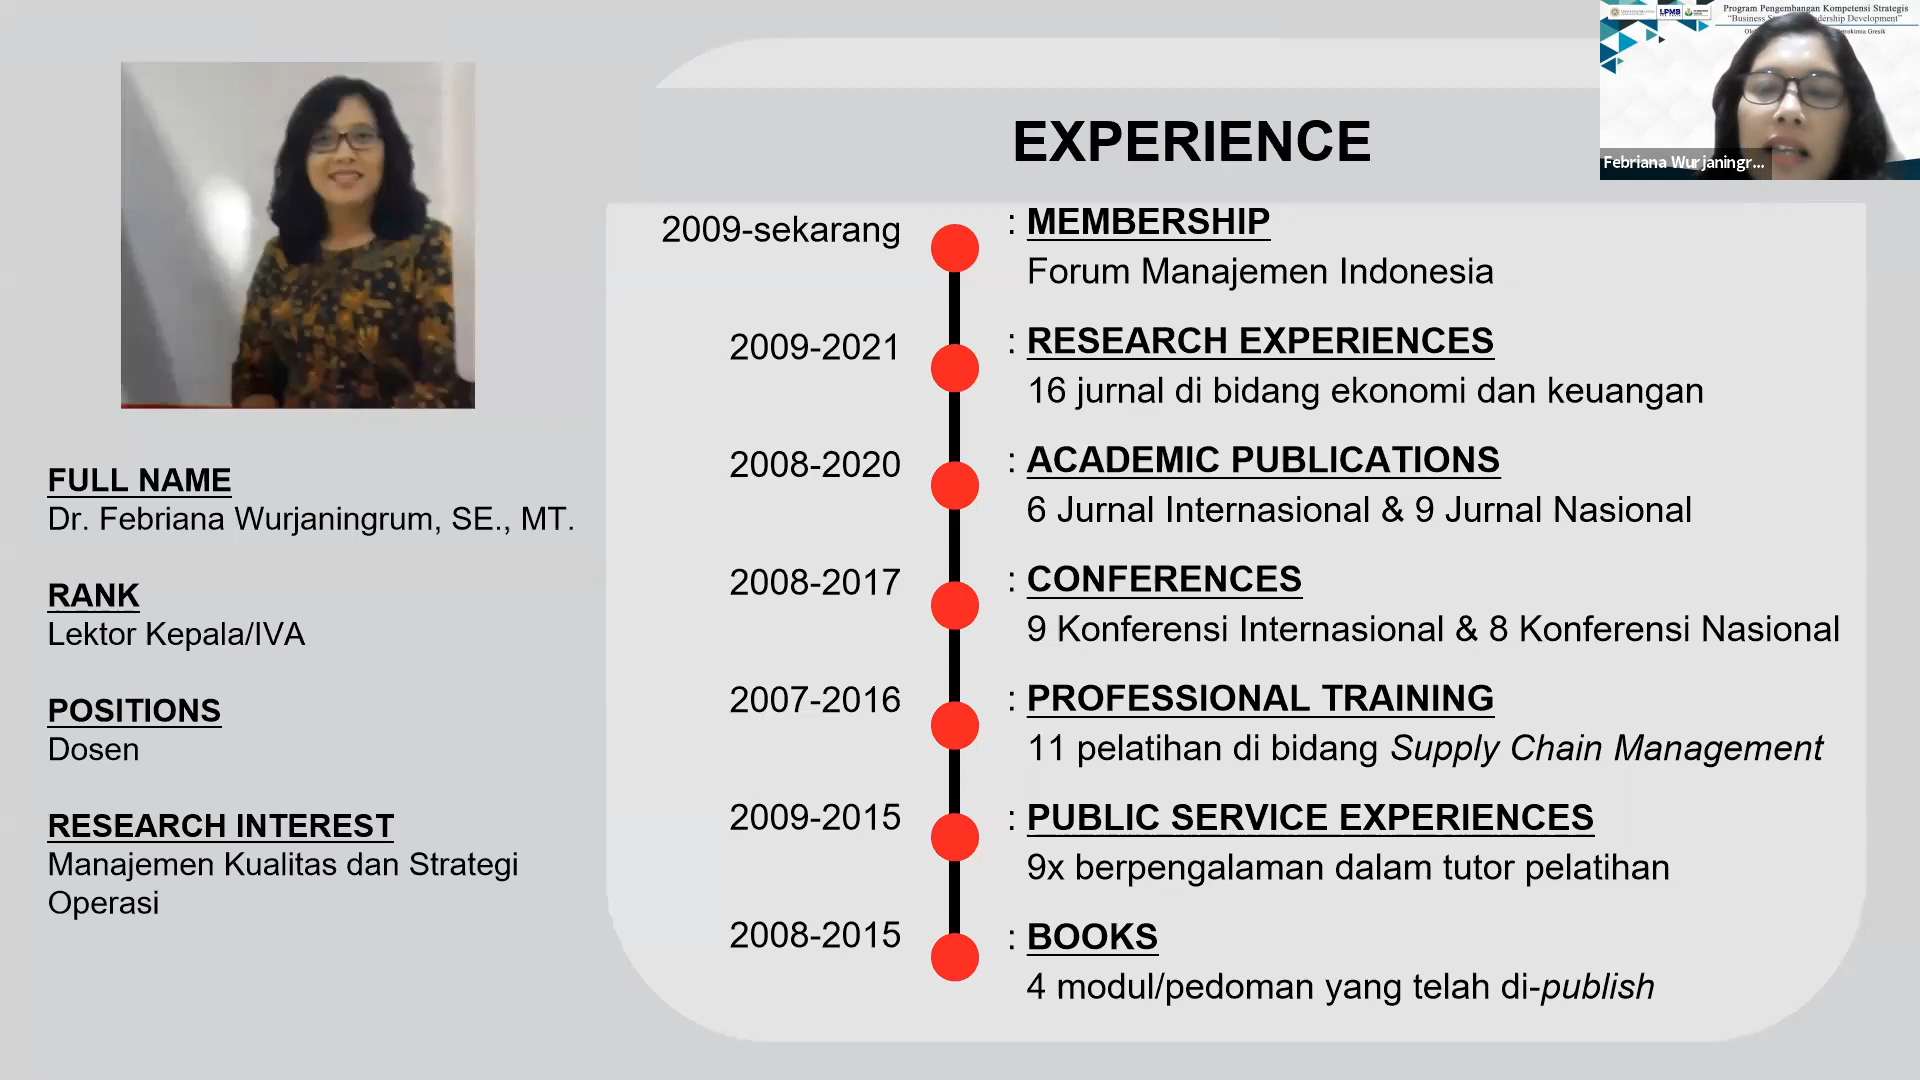 Program Pengembangan Kompetensi Strategis
LPMB
Febriana Wurjaningr...
EXPERIENCE
FULL NAME
Dr. Febriana Wurjaningrum, SE., MT.
RANK
Lektor Kepala/IVA
POSITIONS
Dosen
RESEARCH INTEREST
Manajemen Kualitas dan Strategi
Operasi
2009-sekarang : MEMBERSHIP
Forum Manajemen Indonesia
2009-2021 : RESEARCH EXPERIENCES
16 jurnal di bidang ekonomi dan keuangan
2008-2020 : ACADEMIC PUBLICATIONS
6 Jurnal Internasional & 9 Jurnal Nasional
2008-2017 : CONFERENCES
9 Konferensi Internasional & 8 Konferensi Nasional
2007-2016 : PROFESSIONAL TRAINING
11 pelatihan di bidang Supply Chain Management
2009-2015 : PUBLIC SERVICE EXPERIENCES
9x berpengalaman dalam tutor pelatihan
2008-2015 : BOOKS
4 modul/pedoman yang telah di-publish